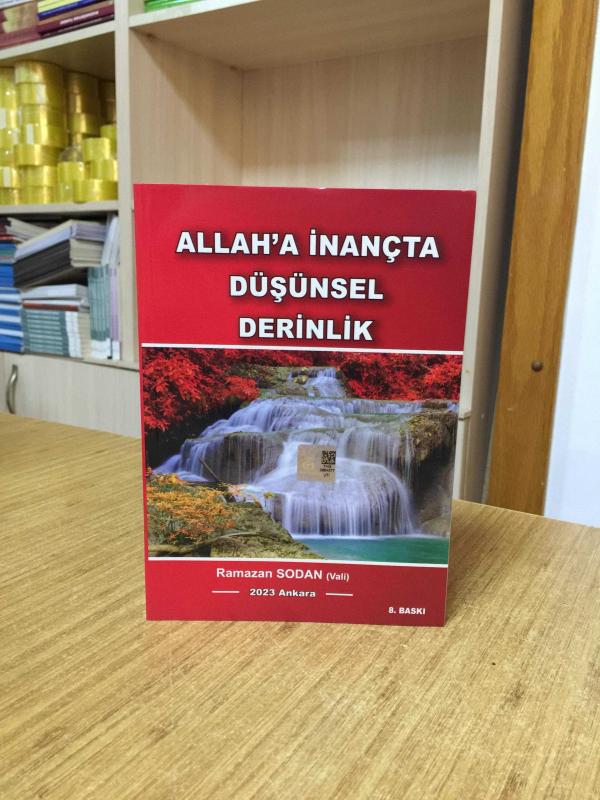 ALLAH'A İNANÇTA
DÜŞÜNSEL
DERİNLİK
Ramazan SODAN (Vali)
2023 Ankara
8. BASKI